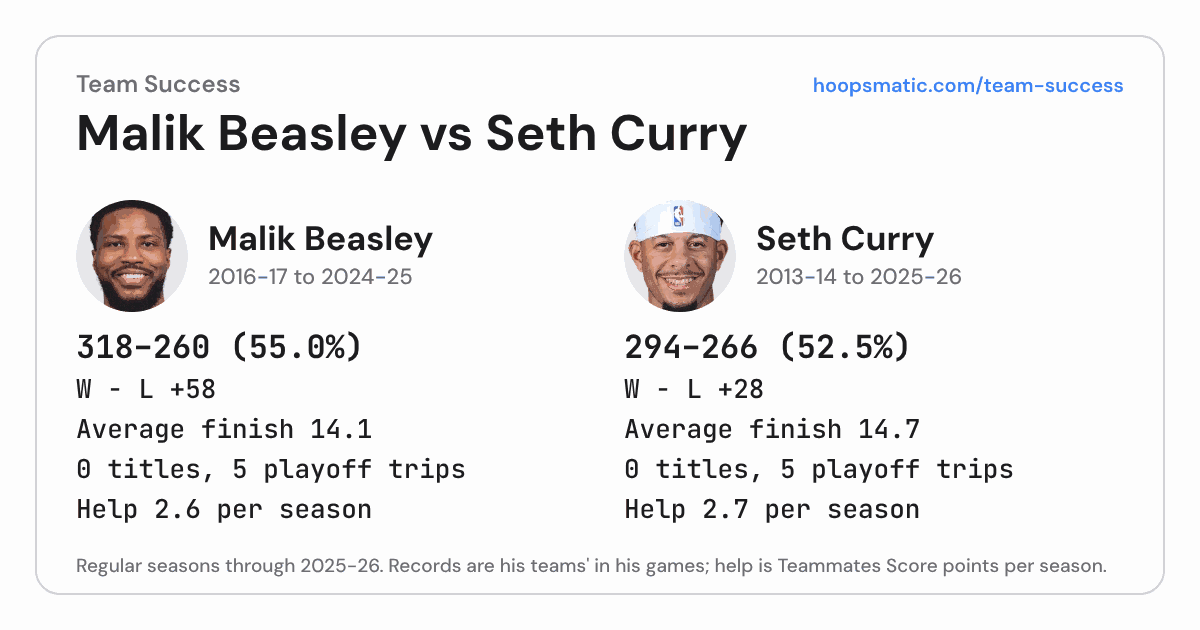 Team Success
hoopsmatic.com/team-success
Malik Beasley vs Seth Curry
Malik Beasley
2016-17 to 2024-25
318-260 (55.0%)
W - L +58
Average finish 14.1
0 titles, 5 playoff trips
Help 2.6 per season
Seth Curry
2013-14 to 2025-26
294-266 (52.5%)
W - L +28
Average finish 14.7
0 titles, 5 playoff trips
Help 2.7 per season
Regular seasons through 2025-26. Records are his teams' in his games; help is Teammates Score points per season.